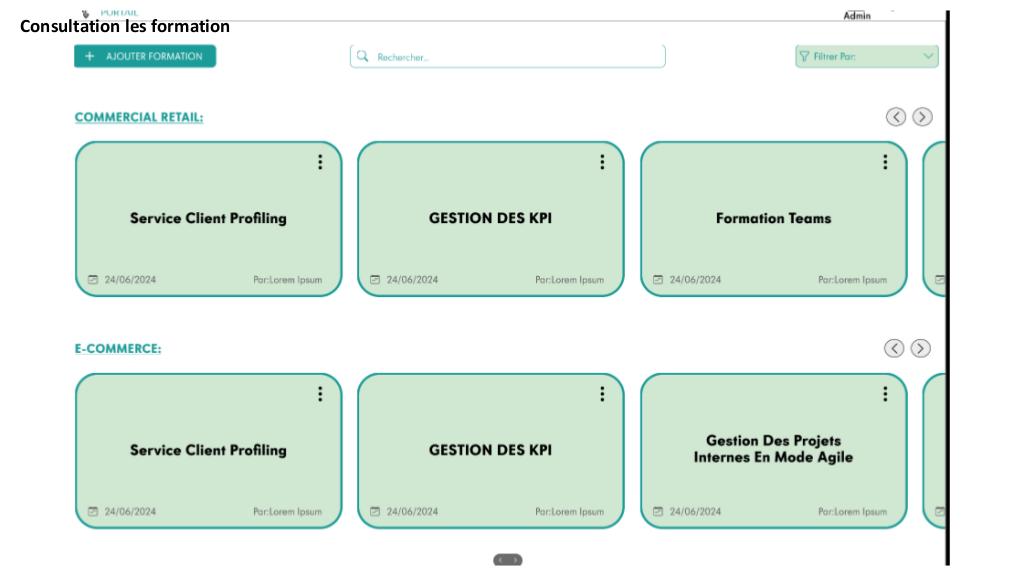 PORTAIL
Admin
Consultation les formation
+ AJOUTER FORMATION
Rechercher...
Filtrer Par:
COMMERCIAL RETAIL:
Service Client Profiling
GESTION DES KPI
Formation Teams
24/06/2024 Par:Lorem Ipsum
24/06/2024 Par:Lorem Ipsum
24/06/2024 Par:Lorem Ipsum
E-COMMERCE:
Service Client Profiling
GESTION DES KPI
Gestion Des Projets
Internes En Mode Agile
24/06/2024 Par:Lorem Ipsum
24/06/2024 Par:Lorem Ipsum
24/06/2024 Par:Lorem Ipsum